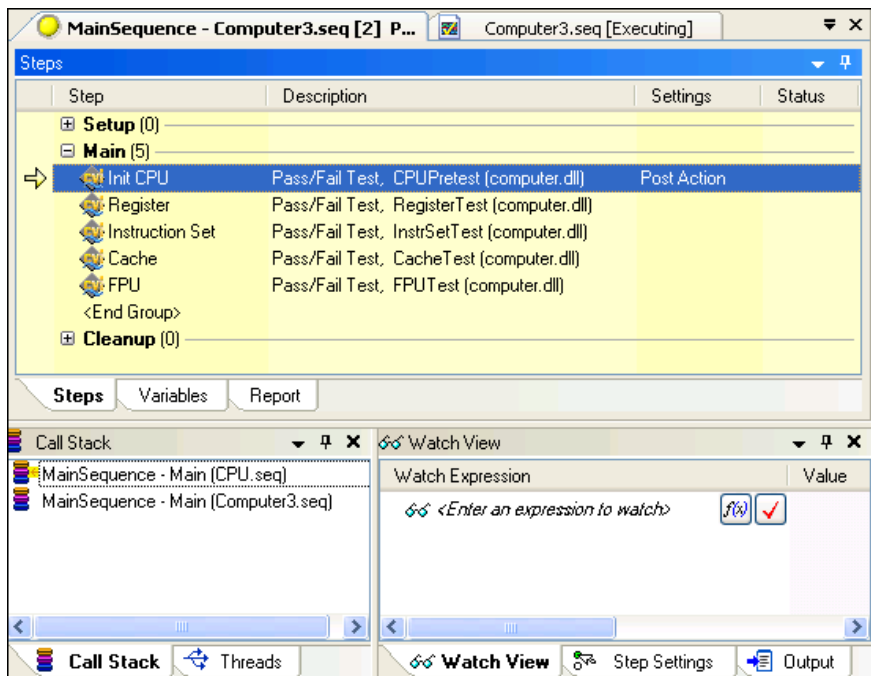 MainSequence - Computer3.seq [2] P... Computer3.seq [Executing]
Steps
Step Description Settings Status
Setup (0)
Main (5)
Init CPU Pass/Fail Test, CPUPretest (computer.dll) Post Action
Register Pass/Fail Test, RegisterTest (computer.dll)
Instruction Set Pass/Fail Test, InstrSetTest (computer.dll)
Cache Pass/Fail Test, CacheTest (computer.dll)
FPU Pass/Fail Test, FPUTest (computer.dll)
<End Group>
Cleanup (0)
Steps Variables Report
Call Stack Watch View
MainSequence - Main (CPU.seq) Watch Expression Value
MainSequence - Main (Computer3.seq) <Enter an expression to watch> f(x)
Call Stack Threads Watch View Step Settings Output